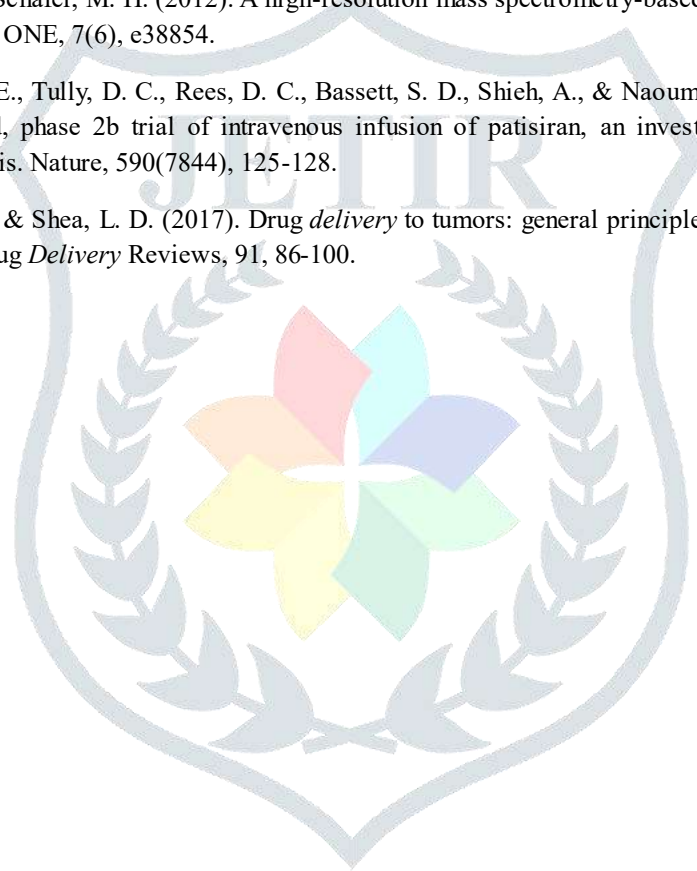 Schafer, M. H. (2012). A high-resolution mass spectrometry-based
ONE, 7(6), e38854.
E., Tully, D. C., Rees, D. C., Bassett, S. D., Shieh, A., & Naoum
phase 2b trial of intravenous infusion of patisiran, an invest
is. Nature, 590(7844), 125-128.
& Shea, L. D. (2017). Drug delivery to tumors: general principle
ug Delivery Reviews, 91, 86-100.
JETIR